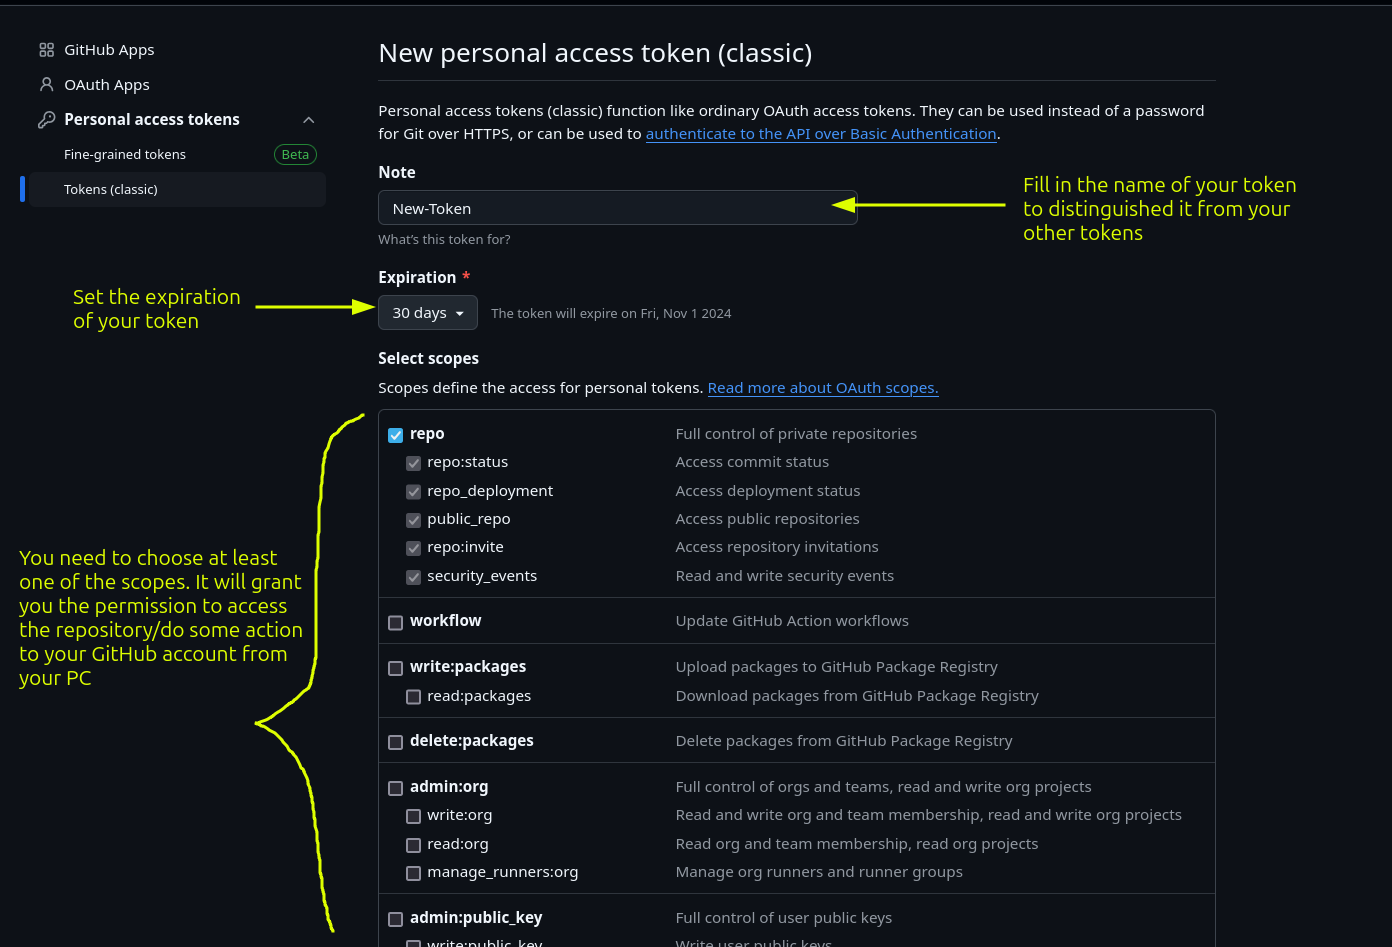 GitHub Apps
OAuth Apps
Personal access tokens
Fine-grained tokens
Beta
Tokens (classic)
New personal access token (classic)
Personal access tokens (classic) function like ordinary OAuth access tokens. They can be used instead of a password
for Git over HTTPS, or can be used to authenticate to the API over Basic Authentication.
Note
New-Token
What's this token for?
Fill in the name of your token
to distinguished it from your
other tokens
Expiration *
Set the expiration
of your token
30 days
The token will expire on Fri, Nov 1 2024
Select scopes
Scopes define the access for personal tokens. Read more about OAuth scopes.
You need to choose at least
one of the scopes. It will grant
you the permission to access
the repository/do some action
to your GitHub account from
your PC
repo Full control of private repositories
repo:status Access commit status
repo_deployment Access deployment status
public_repo Access public repositories
repo:invite Access repository invitations
security_events Read and write security events
workflow Update GitHub Action workflows
write:packages Upload packages to GitHub Package Registry
read:packages Download packages from GitHub Package Registry
delete:packages Delete packages from GitHub Package Registry
admin:org Full control of orgs and teams, read and write org projects
write:org Read and write org and team membership, read and write org projects
read:org Read org and team membership, read org projects
manage_runners:org Manage org runners and runner groups
admin:public_key Full control of user public keys
write:public_key Write user public keys